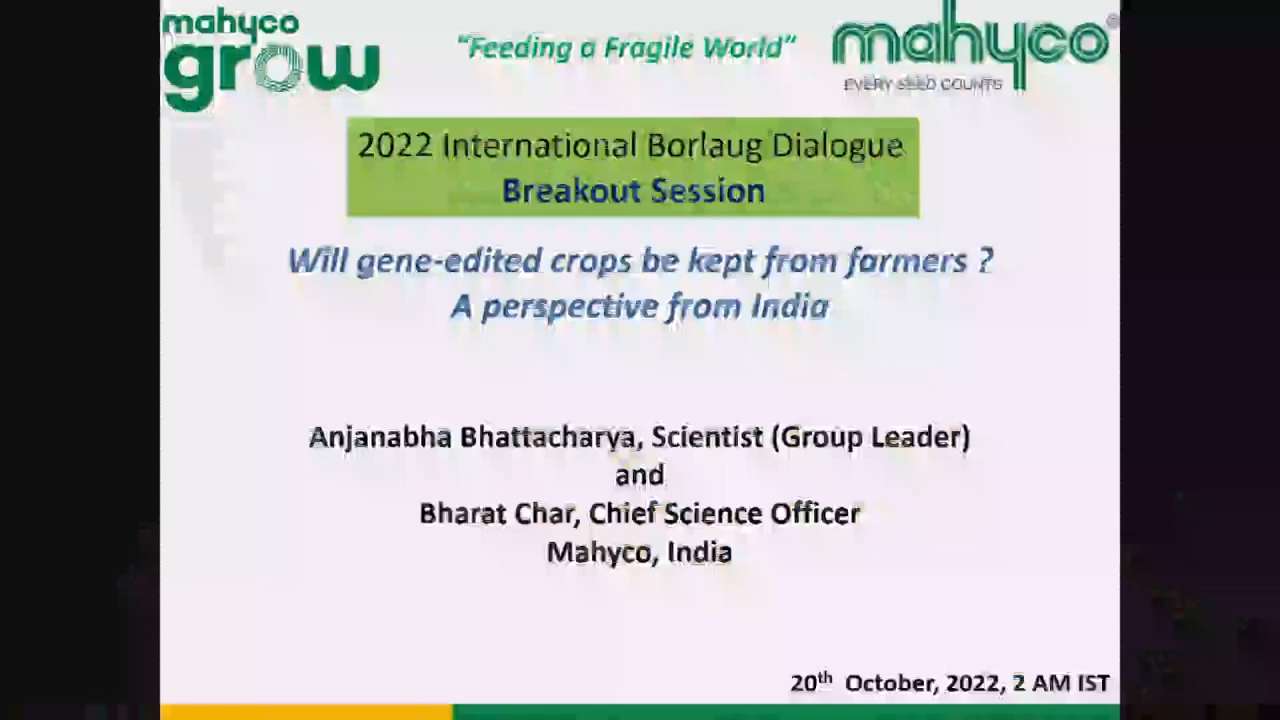 mahyco
grow
"Feeding a Fragile World"
mahyco®
EVERY SEED COUNTS
2022 International Borlaug Dialogue
Breakout Session
Will gene-edited crops be kept from farmers ?
A perspective from India
Anjanabha Bhattacharya, Scientist (Group Leader)
and
Bharat Char, Chief Science Officer
Mahyco, India
20th October, 2022, 2 AM IST